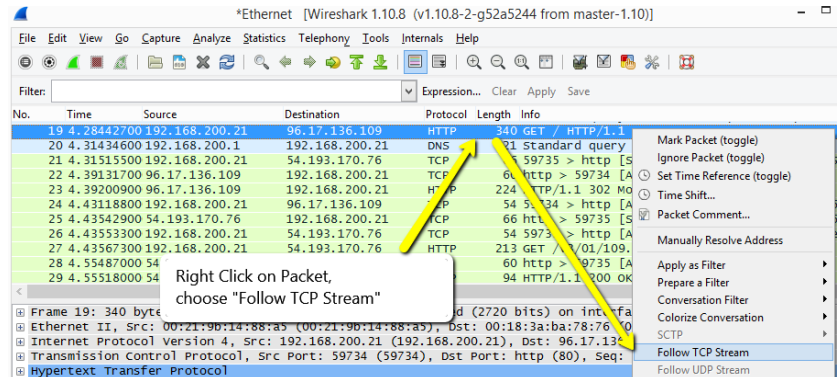 *Ethernet [Wireshark 1.10.8 (v1.10.8-2-g52a5244 from master-1.10)]
File Edit View Go Capture Analyze Statistics Telephony Tools Internals Help
Filter: Expression... Clear Apply Save
No. Time Source Destination Protocol Length Info
19 4.28442700 192.168.200.21 96.17.136.109 HTTP 340 GET / HTTP/1.1
20 4.31434600 192.168.200.1 192.168.200.21 DNS Standard query
21 4.31515500 192.168.200.21 54.193.170.76 TCP 59735 > http [S
22 4.39131700 96.17.136.109 192.168.200.21 TCP 60 http > 59734 [A
23 4.39200900 96.17.136.109 192.168.200.21 224 HTTP/1.1 302 Mo
24 4.43118800 192.168.200.21 96.17.136.109 54 59734 > http [A
25 4.43542900 54.193.170.76 192.168.200.21 TCP 66 http > 59735 [S
26 4.43553300 192.168.200.21 54.193.170.76 TCP 54 http [A
27 4.43567300 192.168.200.21 54.193.170.76 HTTP 213 GET
28 4.55487000 54 60 http > 59735 [A
29 4.55518000 54 94 HTTP/1.1 200 OK
Right Click on Packet,
choose "Follow TCP Stream"
Mark Packet (toggle)
Ignore Packet (toggle)
Set Time Reference (toggle)
Time Shift...
Packet Comment...
Manually Resolve Address
Apply as Filter
Prepare a Filter
Conversation Filter
Colorize Conversation
SCTP
Follow TCP Stream
Follow UDP Stream
Frame 19: 340 byte ed (2720 bits) on interfa
Ethernet II, Src: 00:21:9b:14:88:a5 (00:21:9b:14:88:a5), Dst: 00:18:3a:ba:78:76
Internet Protocol Version 4, Src: 192.168.200.21 (192.168.200.21), Dst: 96.17.13
Transmission Control Protocol, Src Port: 59734 (59734), Dst Port: http (80), Seq:
Hypertext Transfer Protocol